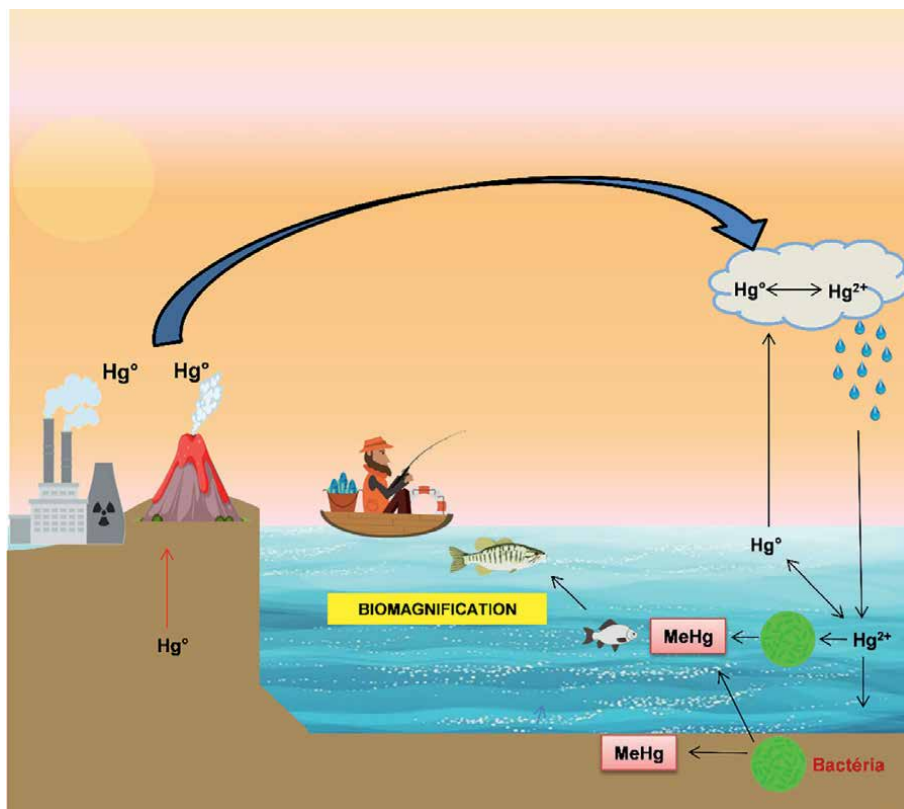 Hg° Hg²⁺
Hg° Hg°
Hg°
BIOMAGNIFICATION
Hg°
MeHg Hg²⁺
MeHg
Bactéria